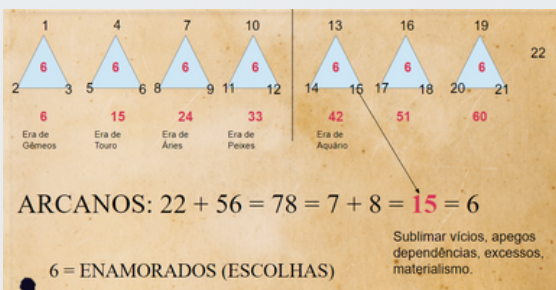 1 4 7 10 13 16 19
6 6 6 6 6 6 6 22
2 3 5 6 8 9 11 12 14 15 17 18 20 21
6 15 24 33 42 51 60
Era de Gêmeos
Era de Touro
Era de Áries
Era de Peixes
Era de Aquário
ARCANOS: 22 + 56 = 78 = 7 + 8 = 15 = 6
Sublimar vícios, apegos
dependências, excessos,
materialismo.
6 = ENAMORADOS (ESCOLHAS)